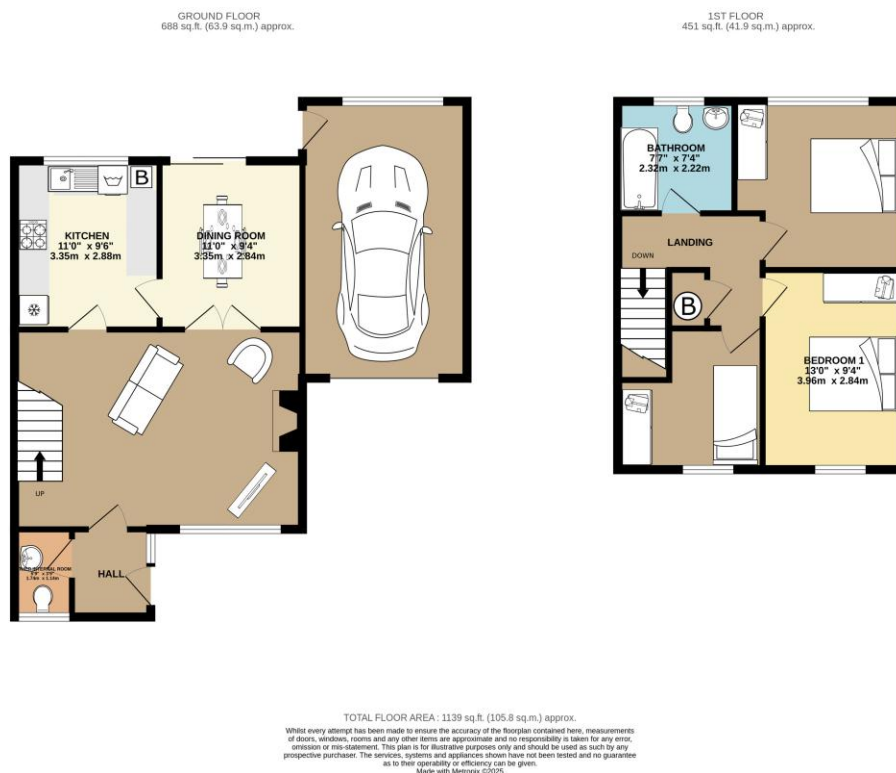 GROUND FLOOR
688 sq.ft. (63.9 sq.m.) approx.
1ST FLOOR
451 sq.ft. (41.9 sq.m.) approx.
B
KITCHEN
11'0" x 9'6"
3.35m x 2.88m
DINING ROOM
11'0" x 9'4"
3.35m x 2.84m
UP
HALL
BATHROOM
7'7" x 7'4"
2.32m x 2.22m
LANDING
DOWN
B
BEDROOM 1
13'0" x 9'4"
3.96m x 2.84m
TOTAL FLOOR AREA : 1139 sq.ft. (105.8 sq.m.) approx.
Whilst every attempt has been made to ensure the accuracy of the floorplan contained here, measurements
of doors, windows, rooms and any other items are approximate and no responsibility is taken for any error,
omission or mis-statement. This plan is for illustrative purposes only and should be used as such by any
prospective purchaser. The services, systems and appliances shown have not been tested and no guarantee
as to their operability or efficiency can be given.
Made with Metropix ©2025